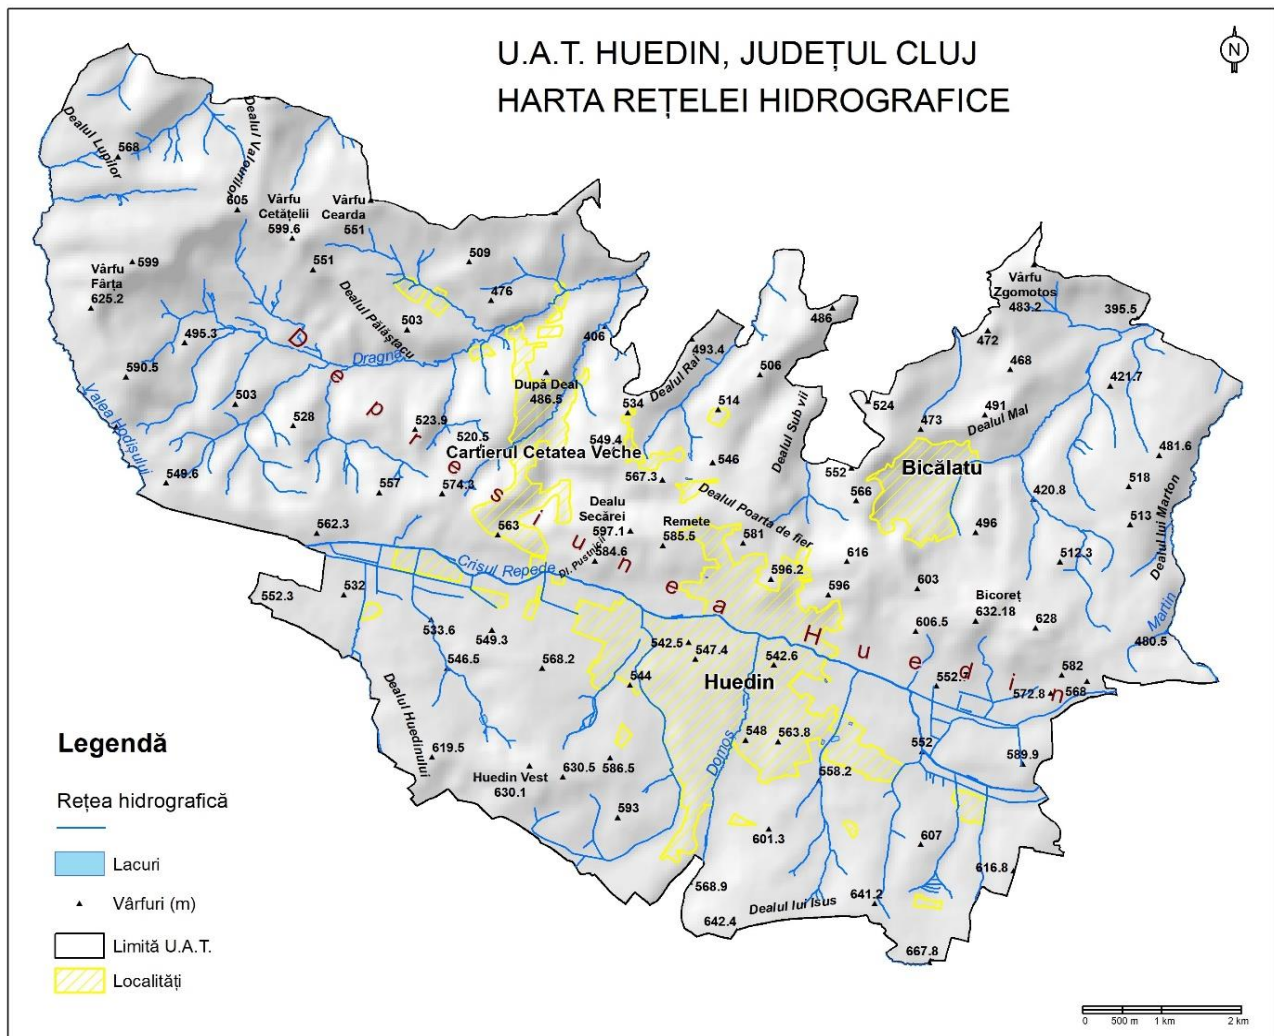 U.A.T. HUEDIN, JUDEȚUL CLUJ
HARTA REȚELEI HIDROGRAFICE
N
Dealul Lupilor
568
Dealul Valourilor
605
Vârfu
Cetățelii
599.6
Vârfu
Cearda
551
509
599
551
Vârfu
Fârța
625.2
476
Dealul Pălăștacu
503
495.3
Dragna
406
486
Vârfu
Zgomotos
483.2
395.5
493.4
472
468
506
Dealul Ral
590.5
După Deal
486.5
421.7
503
528
523.9
534
514
524
473
491
Dealul Mal
Valea Hodișului
520.5
549.4
Dealul Sub vii
481.6
Cartierul Cetatea Veche
546
552
Bicălatu
549.6
557
574.3
567.3
518
Dealul Poarta de fier
566
420.8
Dealul lui Marton
562.3
563
Dealu
Secărei
597.1
Remete
585.5
581
496
513
Dl. Pustnicii
584.6
616
512.3
Crișul Repede
596.2
596
603
552.3
532
Bicoreț
632.18
Martin
533.6
549.3
606.5
628
480.5
542.5
547.4
542.6
Depresiunea Huedin
546.5
568.2
544
Huedin
582
572.8
568
Dealul Huedinului
Domoș
548
563.8
552
619.5
589.9
Huedin Vest
630.1
630.5
586.5
558.2
593
601.3
607
616.8
568.9
641.2
642.4
Dealul lui Isus
667.8
Legendă
Rețea hidrografică
Lacuri
Vârfuri (m)
Limită U.A.T.
Localități
0 500 m 1 km 2 km